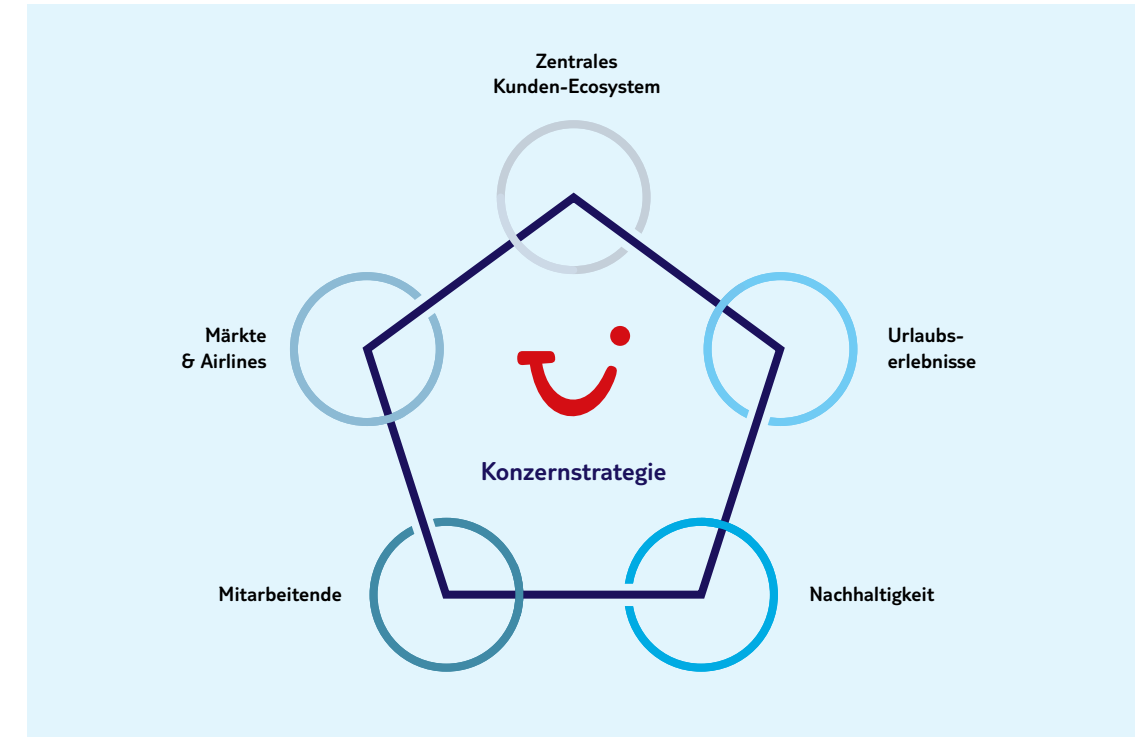 Zentrales
Kunden-Ecosystem
Märkte
& Airlines
Urlaubs-
erlebnisse
Konzernstrategie
Mitarbeitende
Nachhaltigkeit